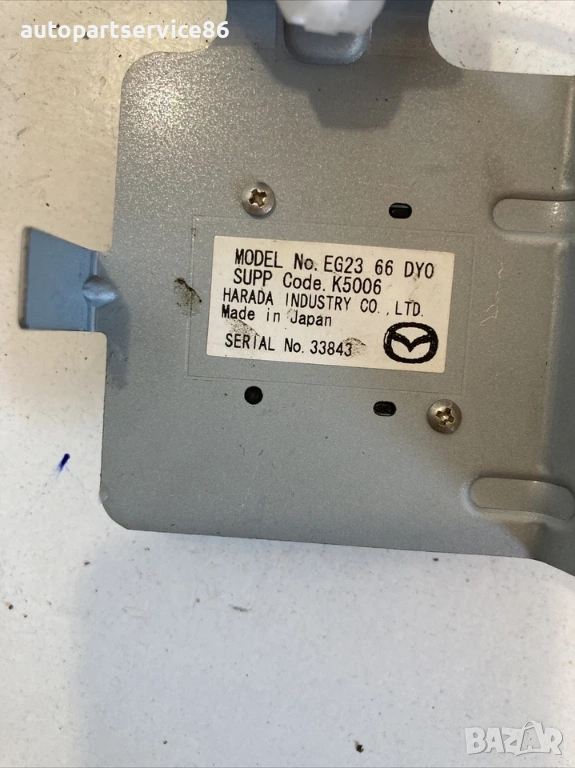 autopartservice86
MODEL No. EG23 66 DYO
SUPP Code. K5006
HARADA INDUSTRY CO., LTD.
Made in Japan
SERIAL No. 33843
BAZAR